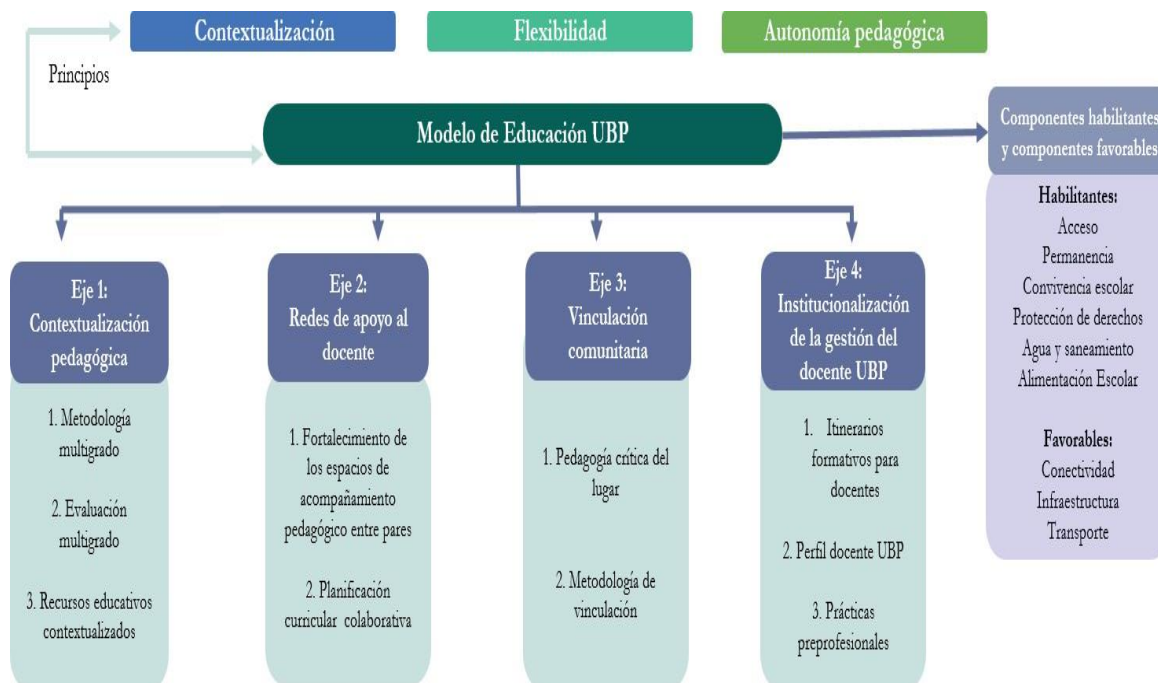 Contextualización
Flexibilidad
Autonomía pedagógica
Principios
Modelo de Educación UBP
Componentes habilitantes
y componentes favorables
Habilitantes:
Acceso
Permanencia
Convivencia escolar
Protección de derechos
Agua y saneamiento
Alimentación Escolar
Favorables:
Conectividad
Infraestructura
Transporte
Eje 1:
Contextualización
pedagógica
1. Metodología
multigrado
2. Evaluación
multigrado
3. Recursos educativos
contextualizados
Eje 2:
Redes de apoyo al
docente
1. Fortalecimiento de
los espacios de
acompañamiento
pedagógico entre pares
2. Planificación
curricular colaborativa
Eje 3:
Vinculación
comunitaria
1. Pedagogía crítica del
lugar
2. Metodología de
vinculación
Eje 4:
Institucionalización
de la gestión del
docente UBP
1. Itinerarios
formativos para
docentes
2. Perfil docente UBP
3. Prácticas
preprofesionales